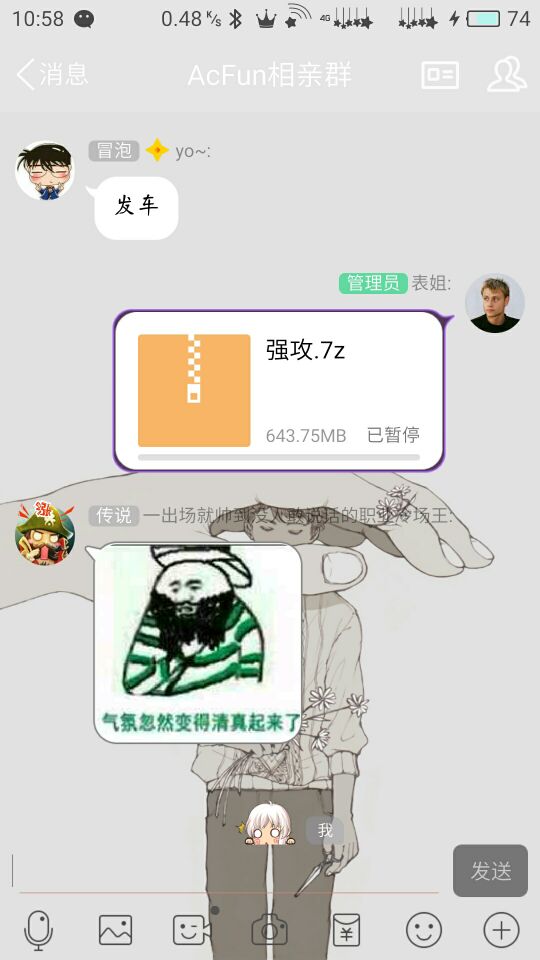 10:58 0.48 K/s 4G 74
消息 AcFun相亲群
冒泡 yo~:
发车
管理员 表姐:
强攻.7z
643.75MB 已暂停
传说 一出场就帅到没人敢说话的职业冷场王:
气氛忽然变得清真起来了
我
发送